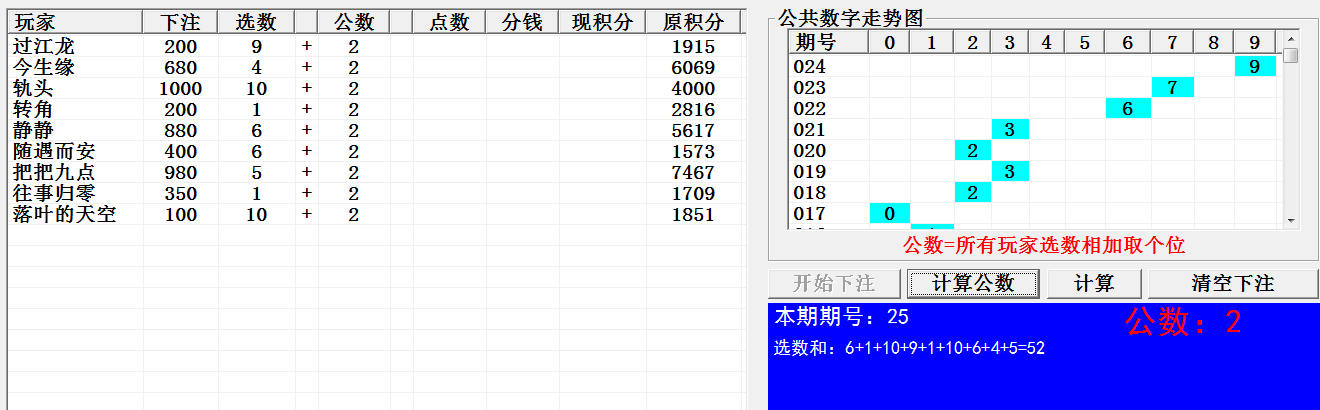 玩家 下注 选数 公数 点数 分钱 现积分 原积分
过江龙 200 9 + 2 1915
今生缘 680 4 + 2 6069
轨头 1000 10 + 2 4000
转角 200 1 + 2 2816
静静 880 6 + 2 5617
随遇而安 400 6 + 2 1573
把把九点 980 5 + 2 7467
往事归零 350 1 + 2 1709
落叶的天空 100 10 + 2 1851
公共数字走势图
期号 0 1 2 3 4 5 6 7 8 9
024 9
023 7
022 6
021 3
020 2
019 3
018 2
017 0
公数=所有玩家选数相加取个位
开始下注 计算公数 计算 清空下注
本期期号：25
公数：2
选数和：6+1+10+9+1+10+6+4+5=52